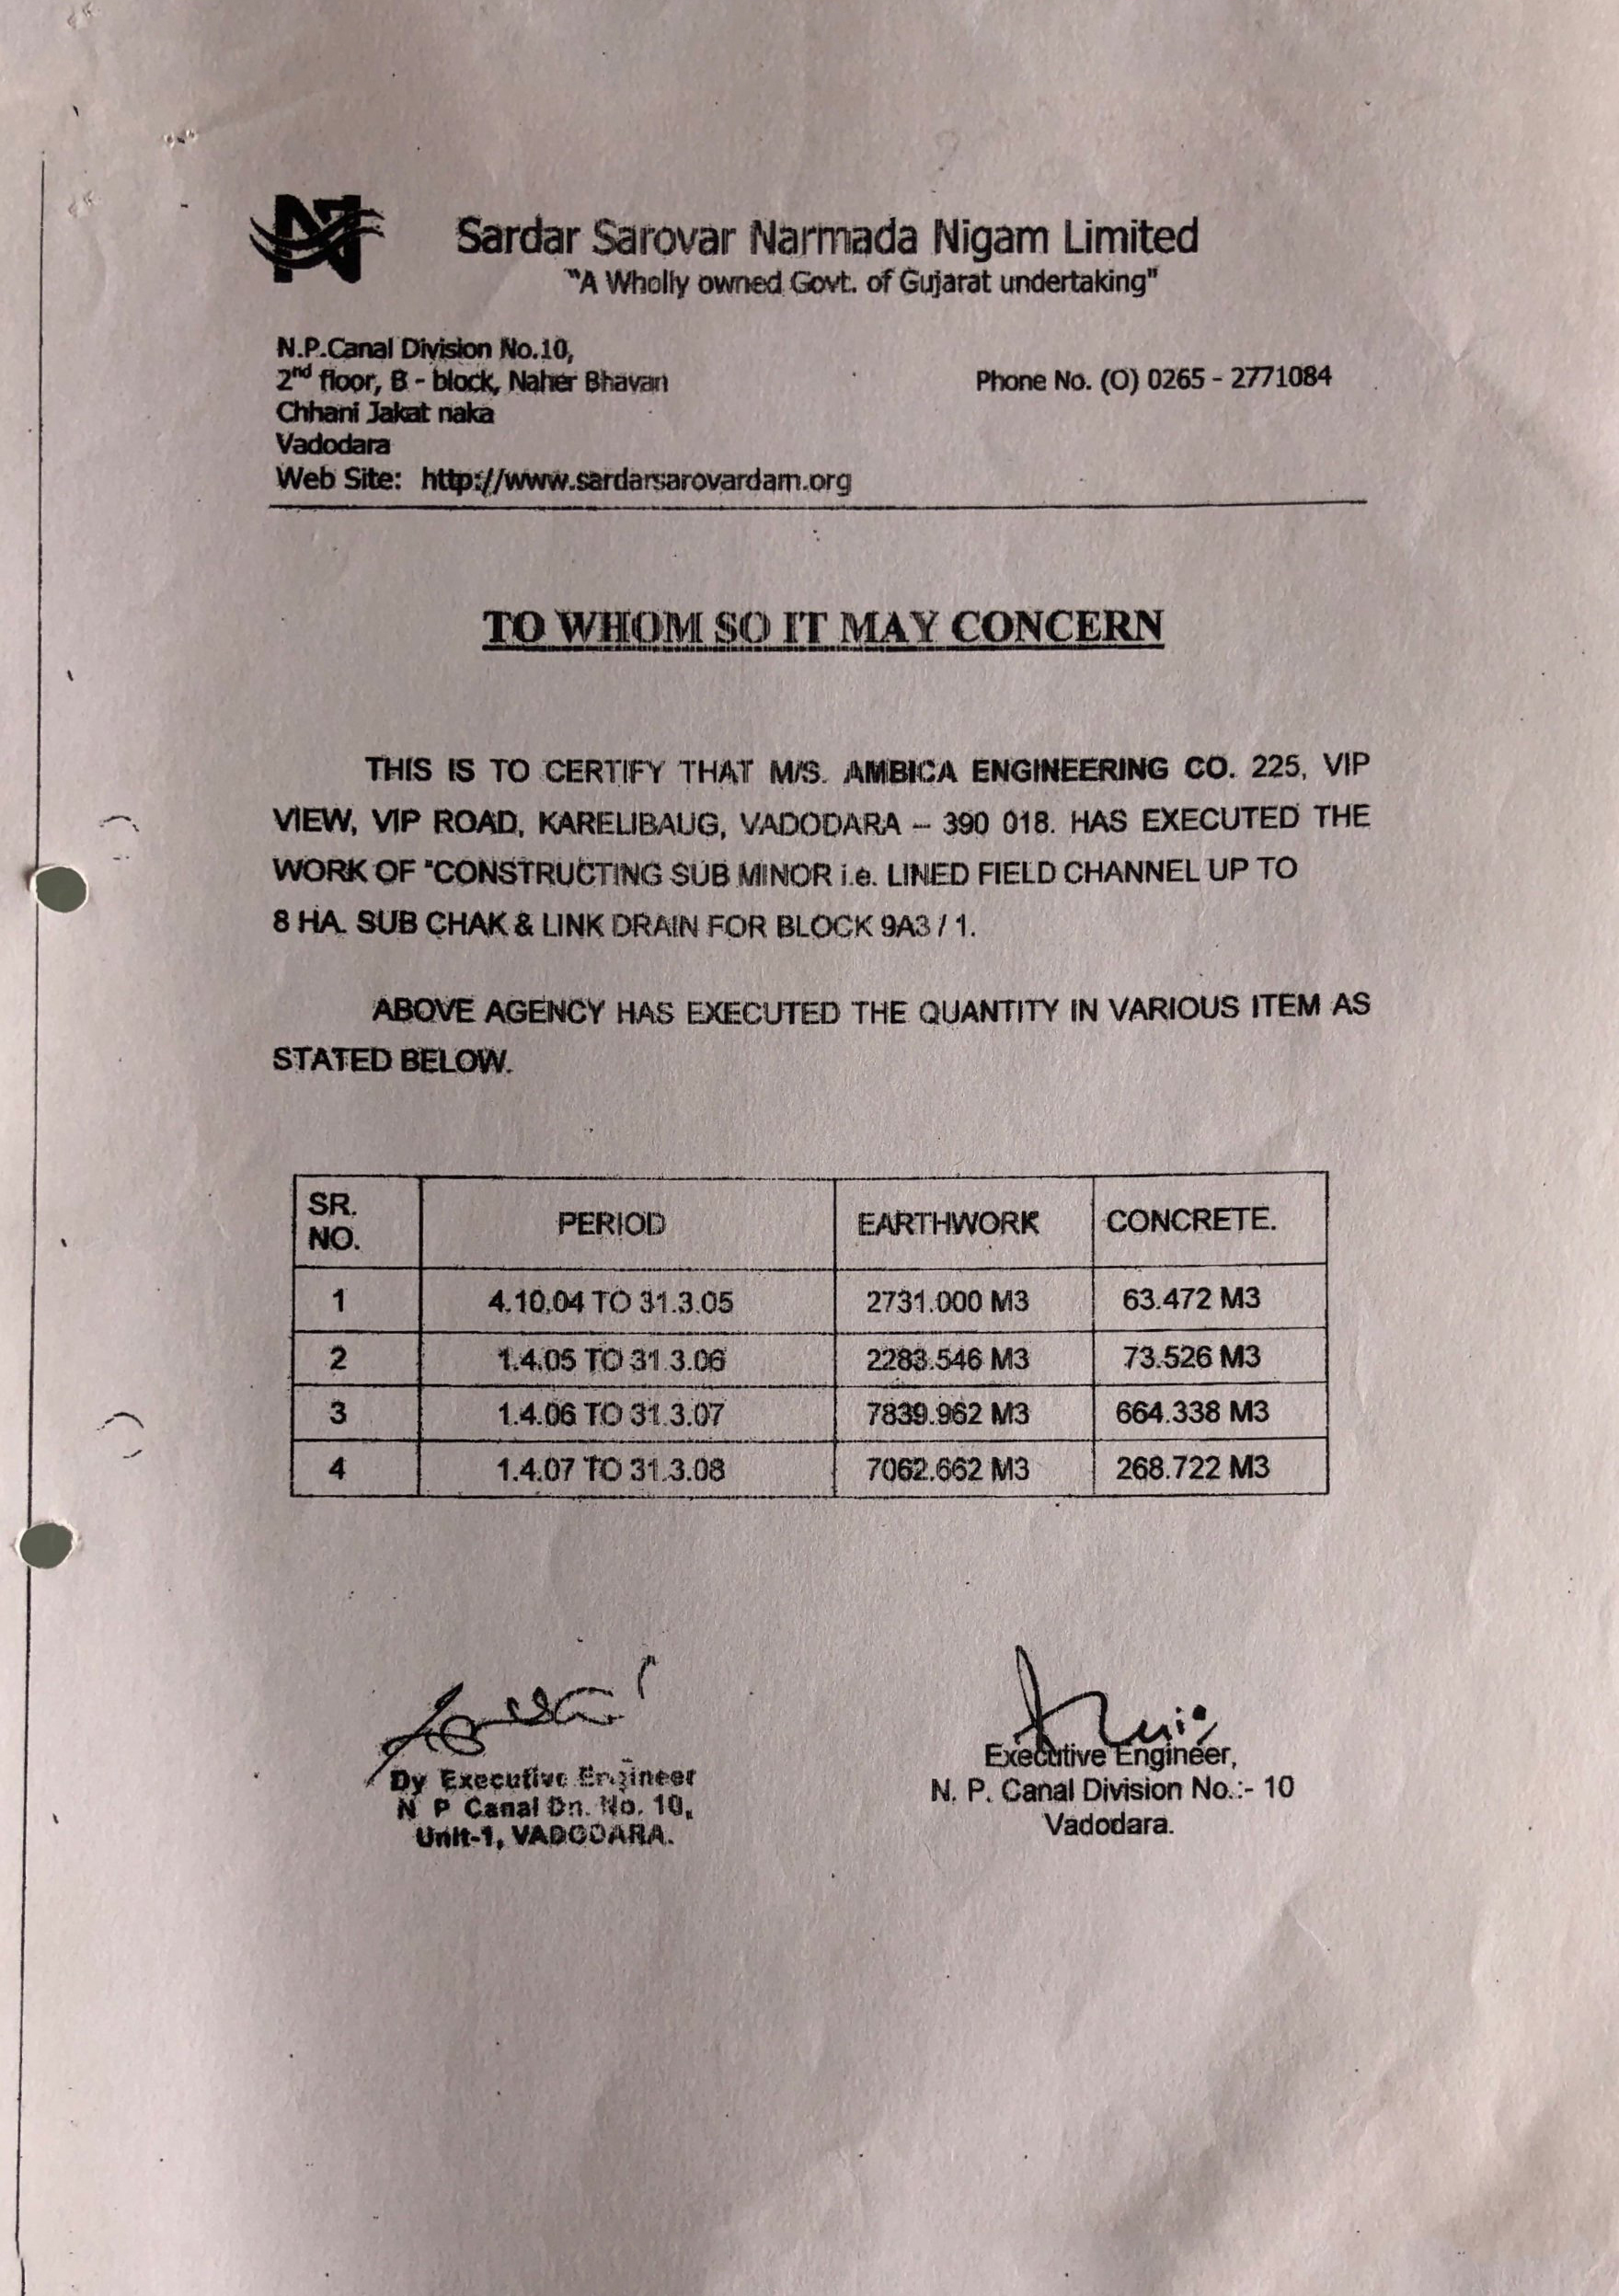 Sardar Sarovar Narmada Nigam Limited
"A Wholly owned Govt. of Gujarat undertaking"
N.P.Canal Division No.10,
2nd floor, B - block, Naher Bhavan
Phone No. (O) 0265 - 2771084
Chhani Jakat naka
Vadodara
Web Site: http://www.sardarsarovardam.org
TO WHOM SO IT MAY CONCERN
THIS IS TO CERTIFY THAT M/S. AMBICA ENGINEERING CO. 225, VIP
VIEW, VIP ROAD, KARELIBAUG, VADODARA – 390 018. HAS EXECUTED THE
WORK OF "CONSTRUCTING SUB MINOR i.e. LINED FIELD CHANNEL UP TO
8 HA. SUB CHAK & LINK DRAIN FOR BLOCK 9A3 / 1.
ABOVE AGENCY HAS EXECUTED THE QUANTITY IN VARIOUS ITEM AS
STATED BELOW.
SR. NO. PERIOD EARTHWORK CONCRETE.
1 4.10.04 TO 31.3.05 2731.000 M3 63.472 M3
2 1.4.05 TO 31.3.06 2283.546 M3 73.526 M3
3 1.4.06 TO 31.3.07 7839.962 M3 664.338 M3
4 1.4.07 TO 31.3.08 7062.662 M3 268.722 M3
Dy Executive Engineer
N P Canal Dn. No. 10,
Unit-1, VADODARA.
Executive Engineer,
N. P. Canal Division No.:- 10
Vadodara.